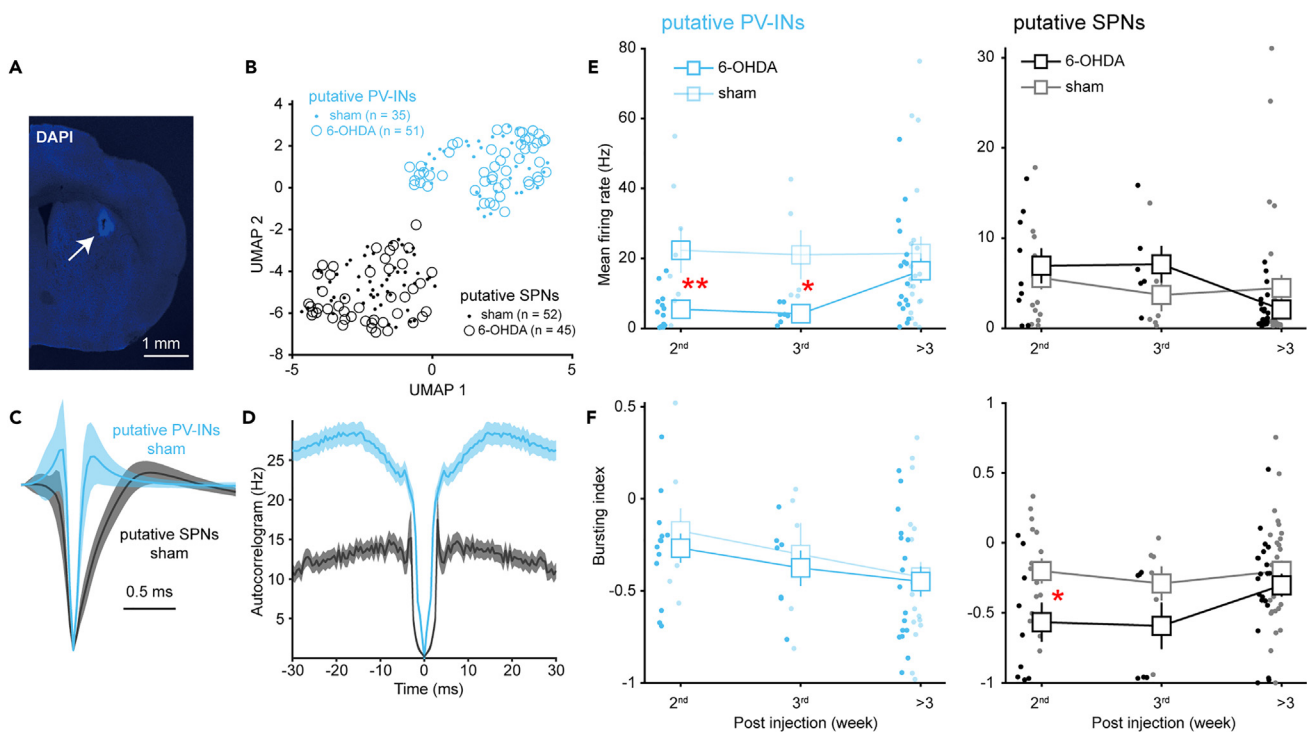 A
DAPI
1 mm
B
putative PV-INs
sham (n = 35)
6-OHDA (n = 51)
putative SPNs
sham (n = 52)
6-OHDA (n = 45)
UMAP 2
4
2
0
-2
-4
-6
-8
-5
0
5
UMAP 1
C
putative PV-INs
sham
putative SPNs
sham
0.5 ms
D
Autocorrelogram (Hz)
25
20
15
10
5
-30
-20
-10
0
10
20
30
Time (ms)
E
putative PV-INs
6-OHDA
sham
Mean firing rate (Hz)
80
60
40
20
0
**
*
2nd
3rd
>3
putative SPNs
6-OHDA
sham
30
20
10
0
2nd
3rd
>3
F
Bursting index
0.5
0
-0.5
-1
2nd
3rd
>3
Post injection (week)
1
0.5
0
-0.5
-1
*
2nd
3rd
>3
Post injection (week)